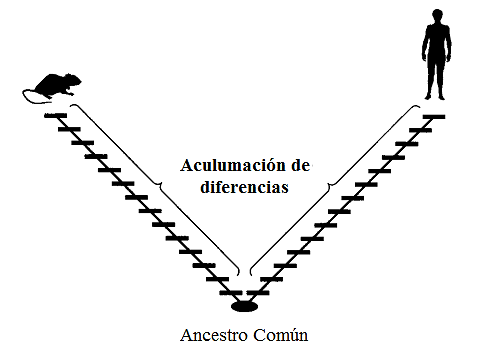 Aculumación de
diferencias
Ancestro Común